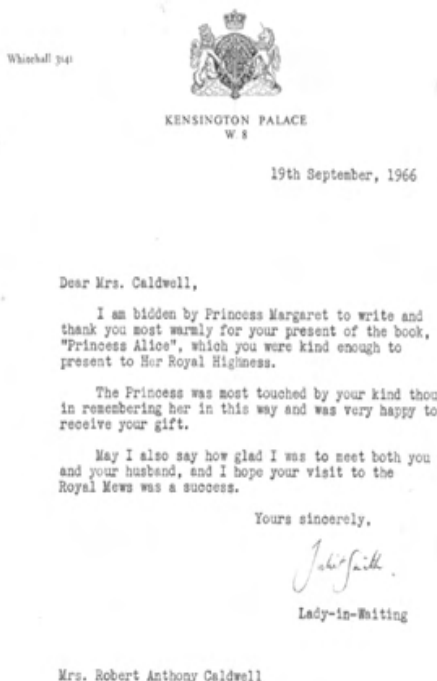 Whitehall 3141
KENSINGTON PALACE
W 8
19th September, 1966
Dear Mrs. Caldwell,
I am bidden by Princess Margaret to write and
thank you most warmly for your present of the book,
"Princess Alice", which you were kind enough to
present to Her Royal Highness.
The Princess was most touched by your kind thou
in remembering her in this way and was very happy to
receive your gift.
May I also say how glad I was to meet both you
and your husband, and I hope your visit to the
Royal Mews was a success.
Yours sincerely,
Smith
Lady-in-Waiting
Mrs. Robert Anthony Caldwell